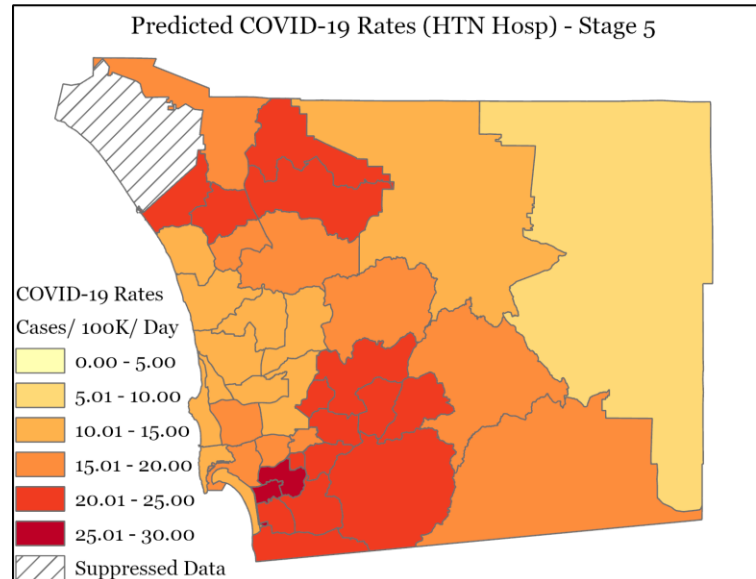 Predicted COVID-19 Rates (HTN Hosp) - Stage 5
COVID-19 Rates
Cases/ 100K/ Day
0.00 - 5.00
5.01 - 10.00
10.01 - 15.00
15.01 - 20.00
20.01 - 25.00
25.01 - 30.00
Suppressed Data